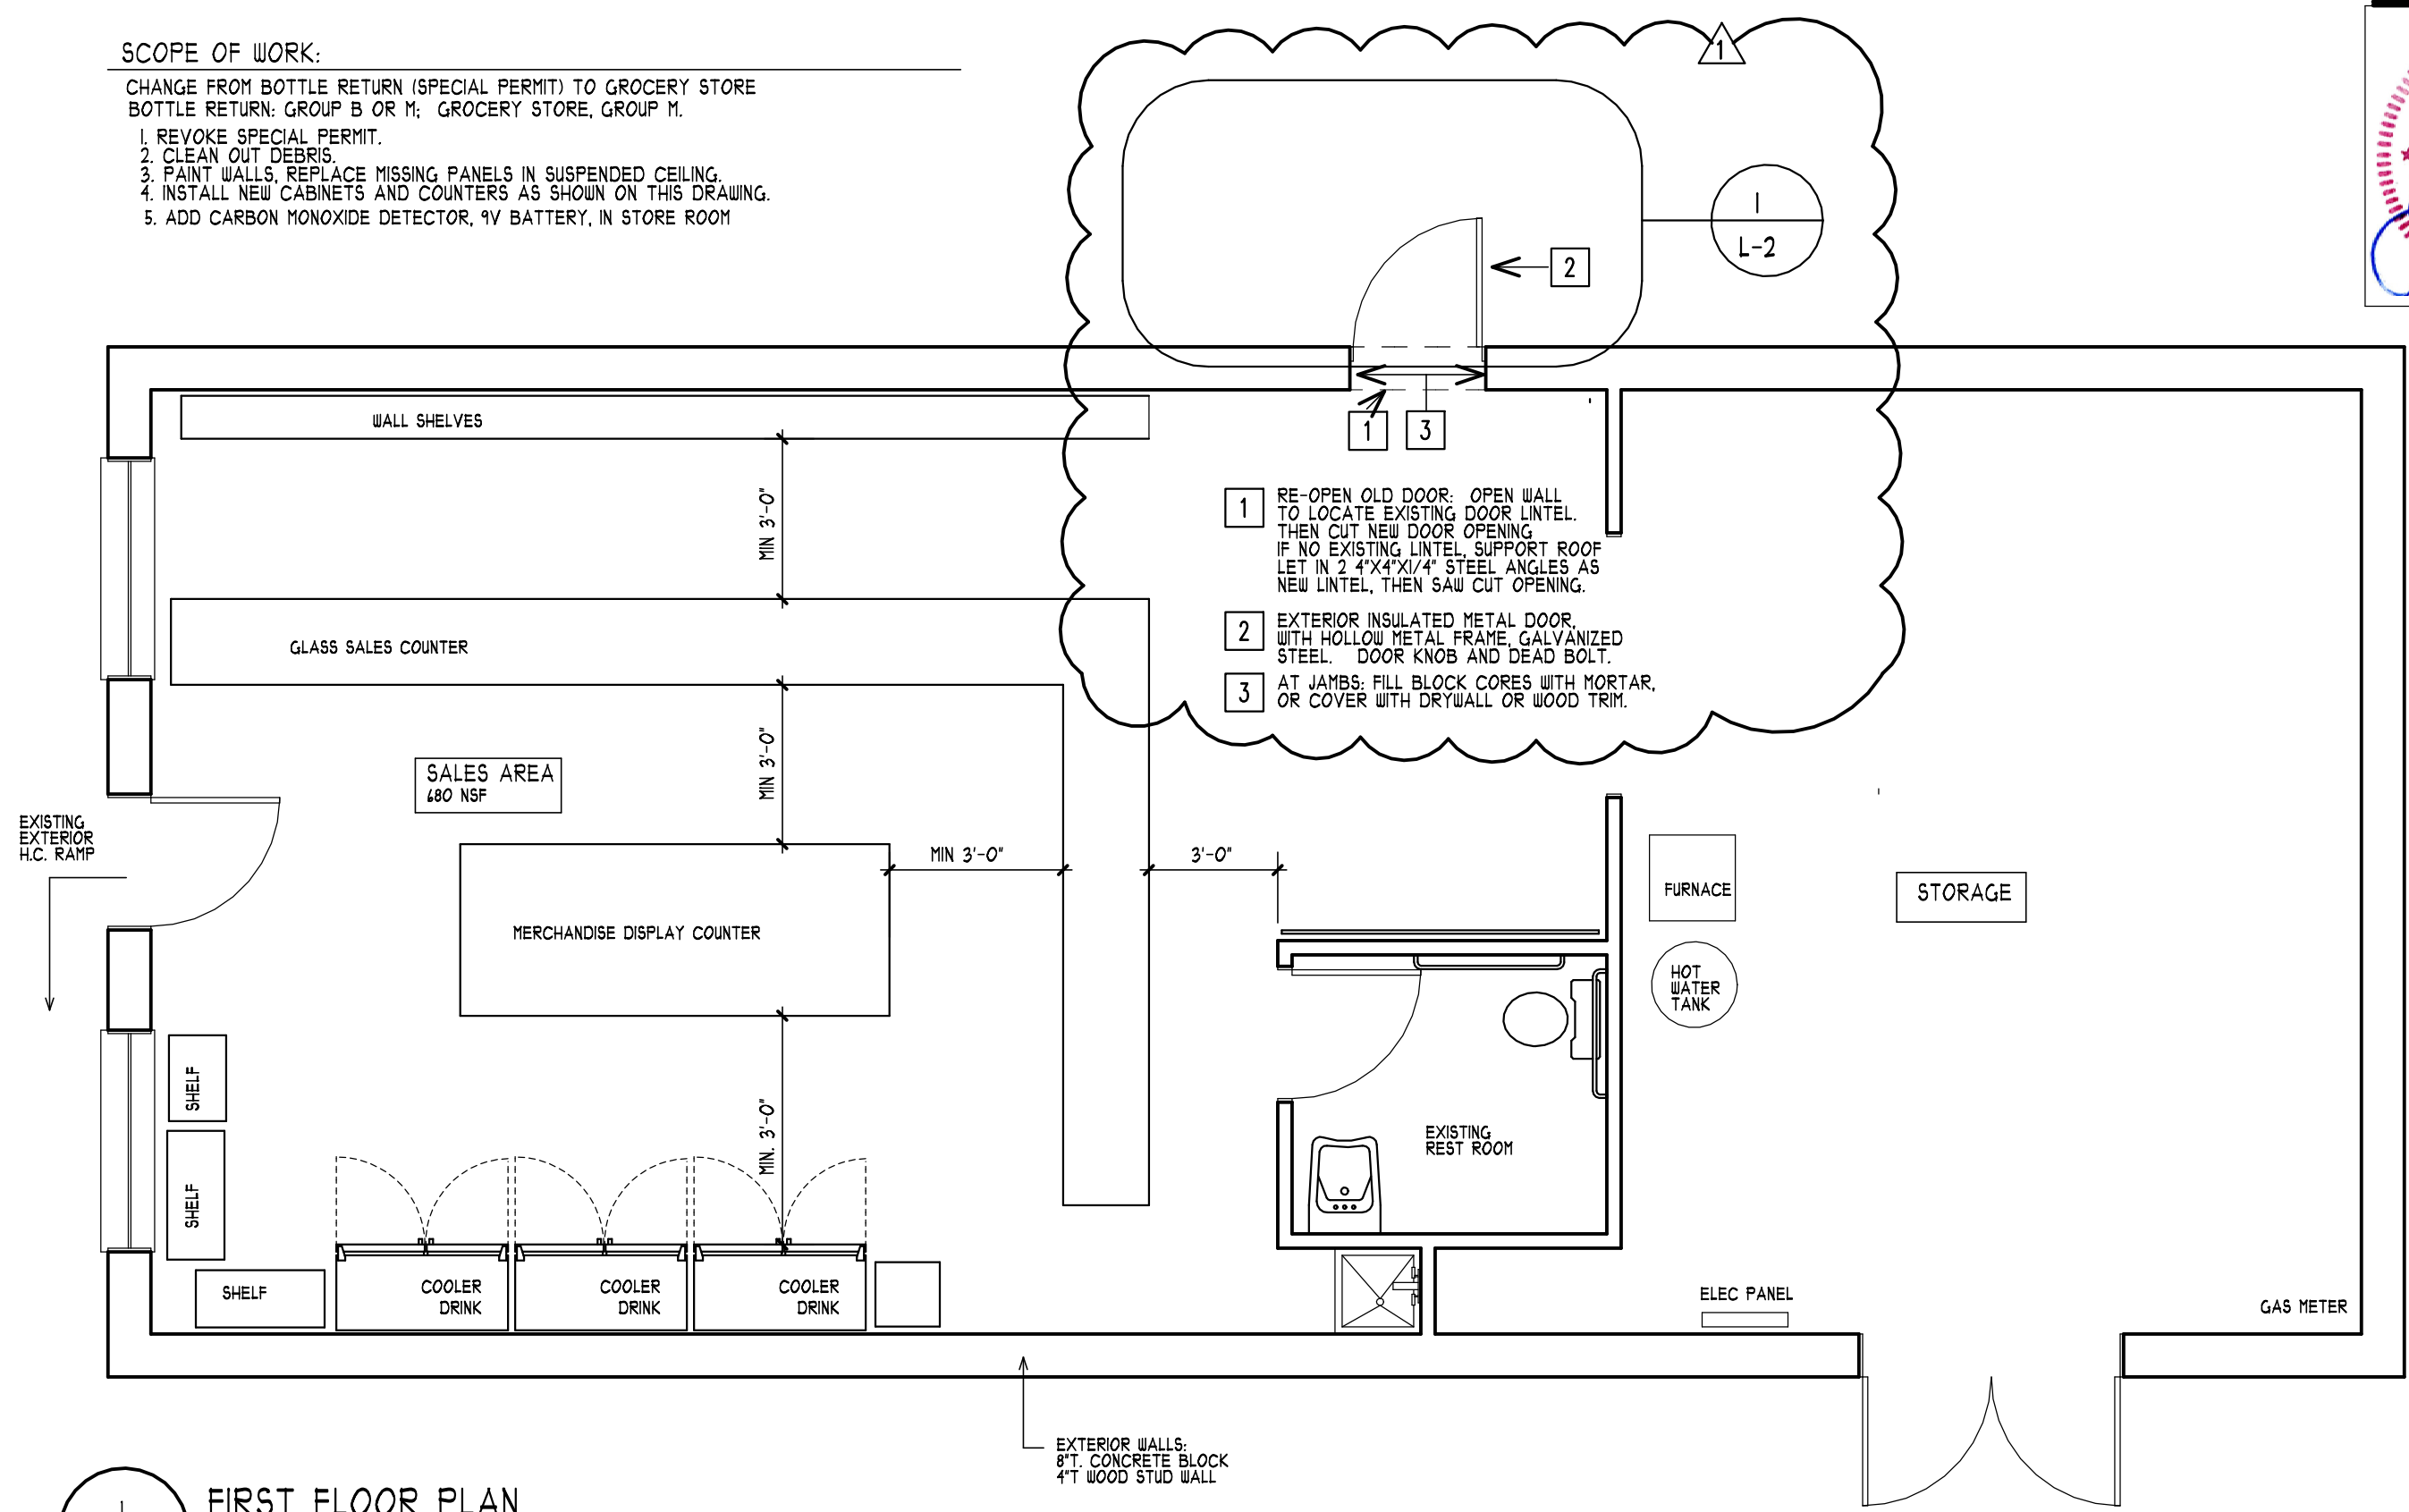 SCOPE OF WORK:
CHANGE FROM BOTTLE RETURN (SPECIAL PERMIT) TO GROCERY STORE
BOTTLE RETURN: GROUP B OR M; GROCERY STORE, GROUP M.
1. REVOKE SPECIAL PERMIT.
2. CLEAN OUT DEBRIS.
3. PAINT WALLS, REPLACE MISSING PANELS IN SUSPENDED CEILING.
4. INSTALL NEW CABINETS AND COUNTERS AS SHOWN ON THIS DRAWING.
5. ADD CARBON MONOXIDE DETECTOR, 9V BATTERY, IN STORE ROOM
1
1
L-2
2
WALL SHELVES
1
3
MIN 3'-0"
1
RE-OPEN OLD DOOR: OPEN WALL
TO LOCATE EXISTING DOOR LINTEL.
THEN CUT NEW DOOR OPENING
IF NO EXISTING LINTEL, SUPPORT ROOF
LET IN 2 4"X4"X1/4" STEEL ANGLES AS
NEW LINTEL, THEN SAW CUT OPENING.
2
EXTERIOR INSULATED METAL DOOR,
WITH HOLLOW METAL FRAME, GALVANIZED
STEEL. DOOR KNOB AND DEAD BOLT.
3
AT JAMBS: FILL BLOCK CORES WITH MORTAR,
OR COVER WITH DRYWALL OR WOOD TRIM.
GLASS SALES COUNTER
MIN 3'-0"
SALES AREA
680 NSF
EXISTING
EXTERIOR
H.C. RAMP
MIN 3'-0"
3'-0"
MERCHANDISE DISPLAY COUNTER
FURNACE
STORAGE
HOT
WATER
TANK
SHELF
SHELF
MIN. 3'-0"
EXISTING
REST ROOM
SHELF
COOLER
DRINK
COOLER
DRINK
COOLER
DRINK
ELEC PANEL
GAS METER
EXTERIOR WALLS:
8"T. CONCRETE BLOCK
4"T WOOD STUD WALL
1
FIRST FLOOR PLAN